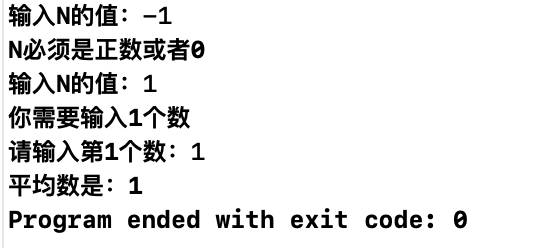 输入N的值：-1
N必须是正数或者0
输入N的值：1
你需要输入1个数
请输入第1个数：1
平均数是：1
Program ended with exit code: 0